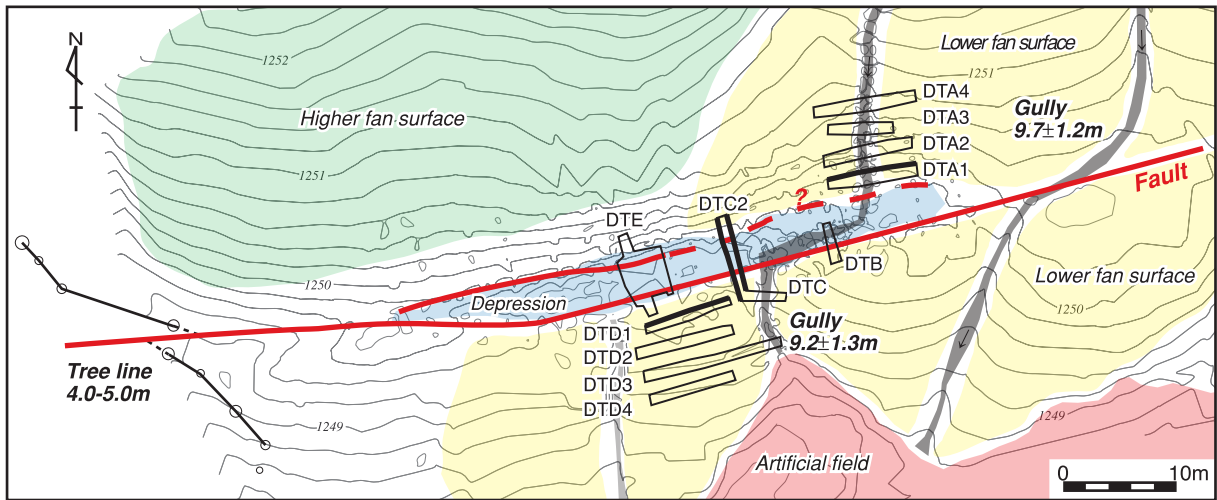 N
1252
Lower fan surface
1251
DTA4
Gully
9.7±1.2m
DTA3
Higher fan surface
DTA2
DTA1
1251
Fault
?
DTC2
DTE
DTB
Lower fan surface
1250
DTC
Depression
1250
Gully
9.2±1.3m
DTD1
DTD2
Tree line
4.0-5.0m
DTD3
DTD4
1249
1249
Artificial field
0 10m